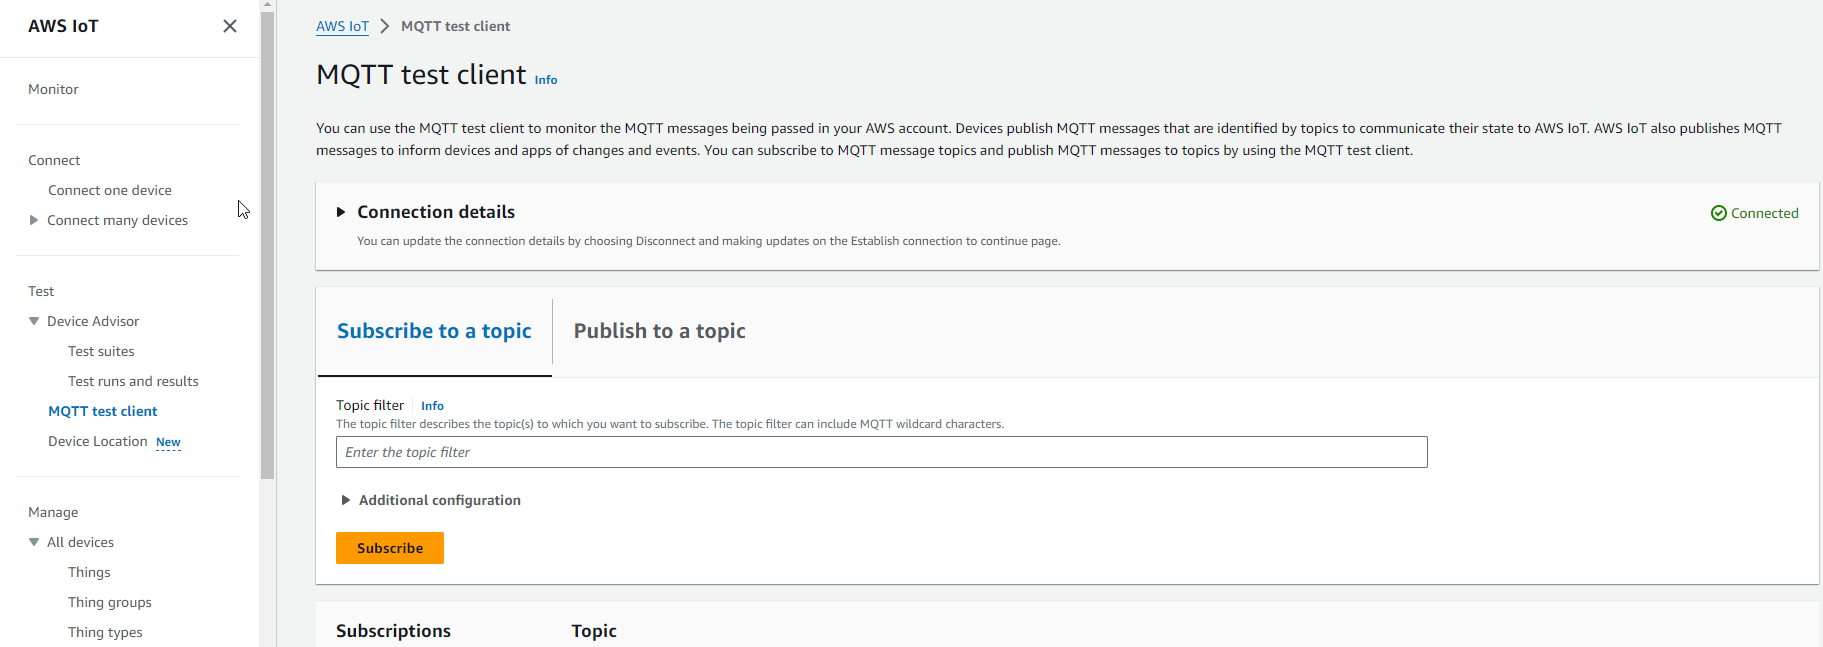 AWS IoT
Monitor
Connect
Connect one device
Connect many devices
Test
Device Advisor
Test suites
Test runs and results
MQTT test client
Device Location New
Manage
All devices
Things
Thing groups
Thing types
AWS IoT > MQTT test client
MQTT test client Info
You can use the MQTT test client to monitor the MQTT messages being passed in your AWS account. Devices publish MQTT messages that are identified by topics to communicate their state to AWS IoT. AWS IoT also publishes MQTT
messages to inform devices and apps of changes and events. You can subscribe to MQTT message topics and publish MQTT messages to topics by using the MQTT test client.
Connection details
Connected
You can update the connection details by choosing Disconnect and making updates on the Establish connection to continue page.
Subscribe to a topic
Publish to a topic
Topic filter Info
The topic filter describes the topic(s) to which you want to subscribe. The topic filter can include MQTT wildcard characters.
Enter the topic filter
Additional configuration
Subscribe
Subscriptions
Topic